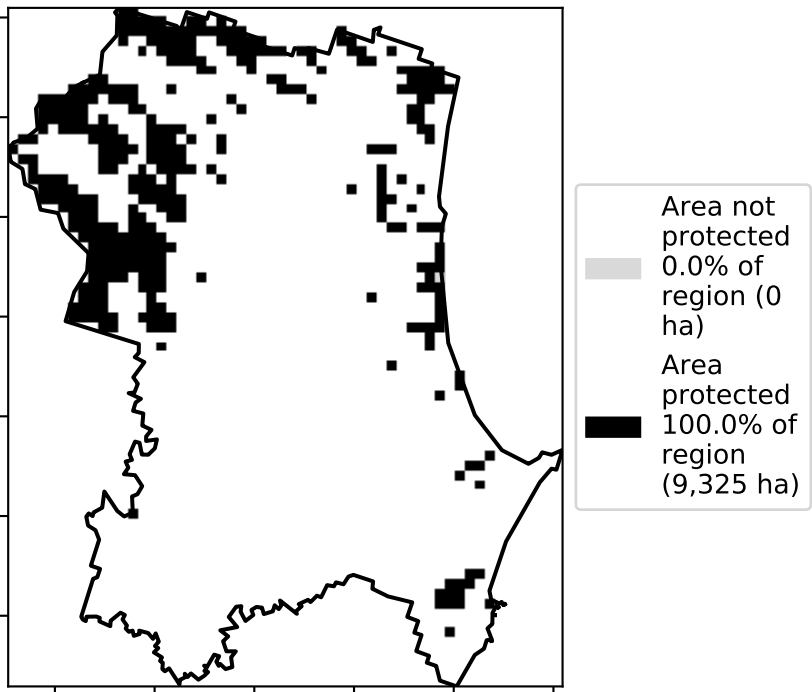 Area not
protected
0.0% of
region (0
ha)
Area
protected
100.0% of
region
(9,325 ha)